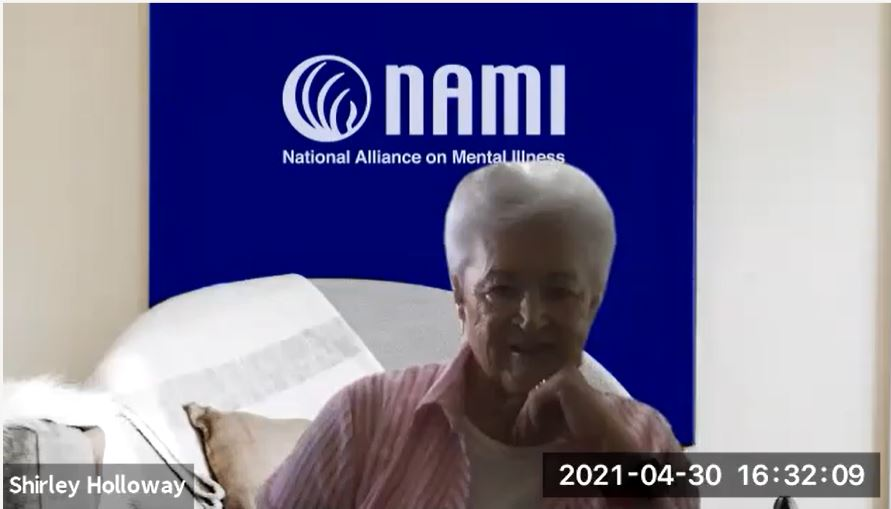 NAMI
National Alliance on Mental Illness
Shirley Holloway
2021-04-30 16:32:09